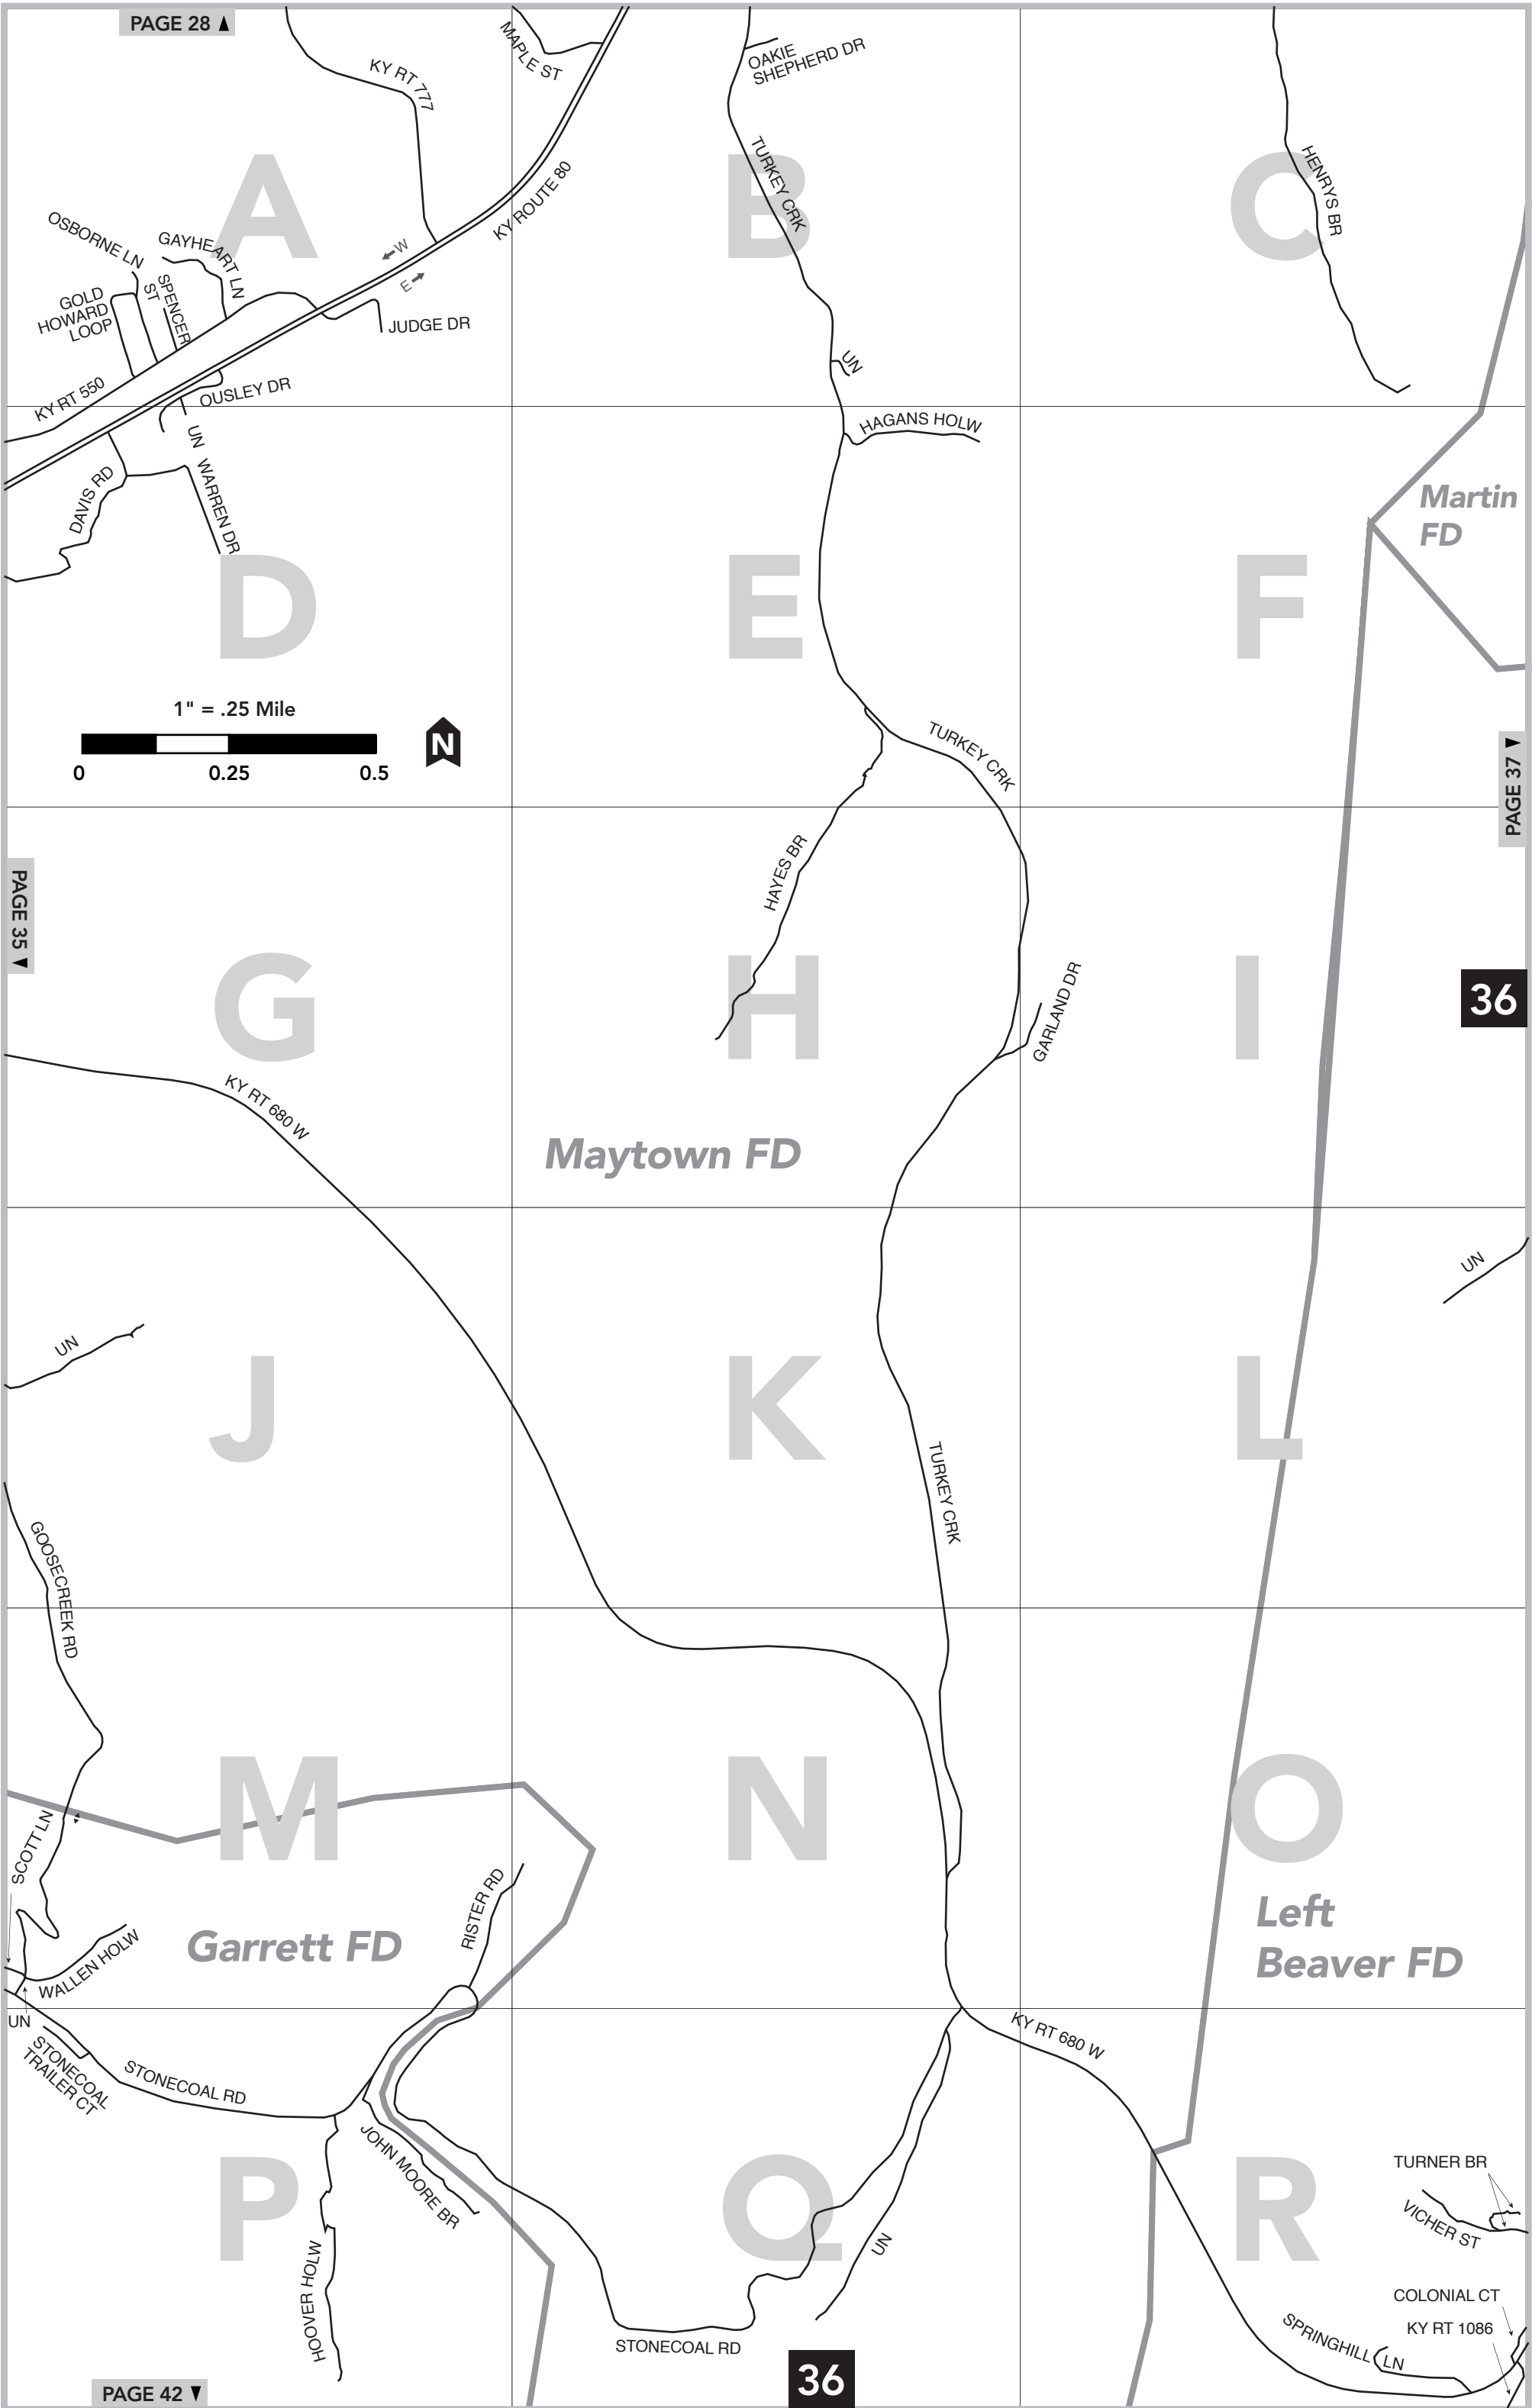 PAGE 28
MAPLE ST
KY RT 777
OAKIE
SHEPHERD DR
TURKEY CRK
HENRYS BR
KY ROUTE 80
A
B
C
OSBORNE LN
GAYHEART LN
W
E
SPENCER
ST
GOLD
HOWARD
LOOP
JUDGE DR
KY RT 550
OUSLEY DR
UN
HAGANS HOLW
UN
WARREN DR
DAVIS RD
Martin
FD
D
E
F
1" = .25 Mile
0
0.25
0.5
N
TURKEY CRK
PAGE 37
HAYES BR
PAGE 35
G
H
I
36
GARLAND DR
KY RT 680 W
Maytown FD
UN
UN
J
K
L
TURKEY CRK
GOOSECREEK RD
M
N
O
SCOTT LN
RISTER RD
Left
Beaver FD
Garrett FD
WALLEN HOLW
UN
STONECOAL
TRAILER CT
STONECOAL RD
KY RT 680 W
JOHN MOORE BR
P
Q
R
TURNER BR
VICHER ST
UN
HOOVER HOLW
COLONIAL CT
KY RT 1086
SPRINGHILL LN
STONECOAL RD
36
PAGE 42